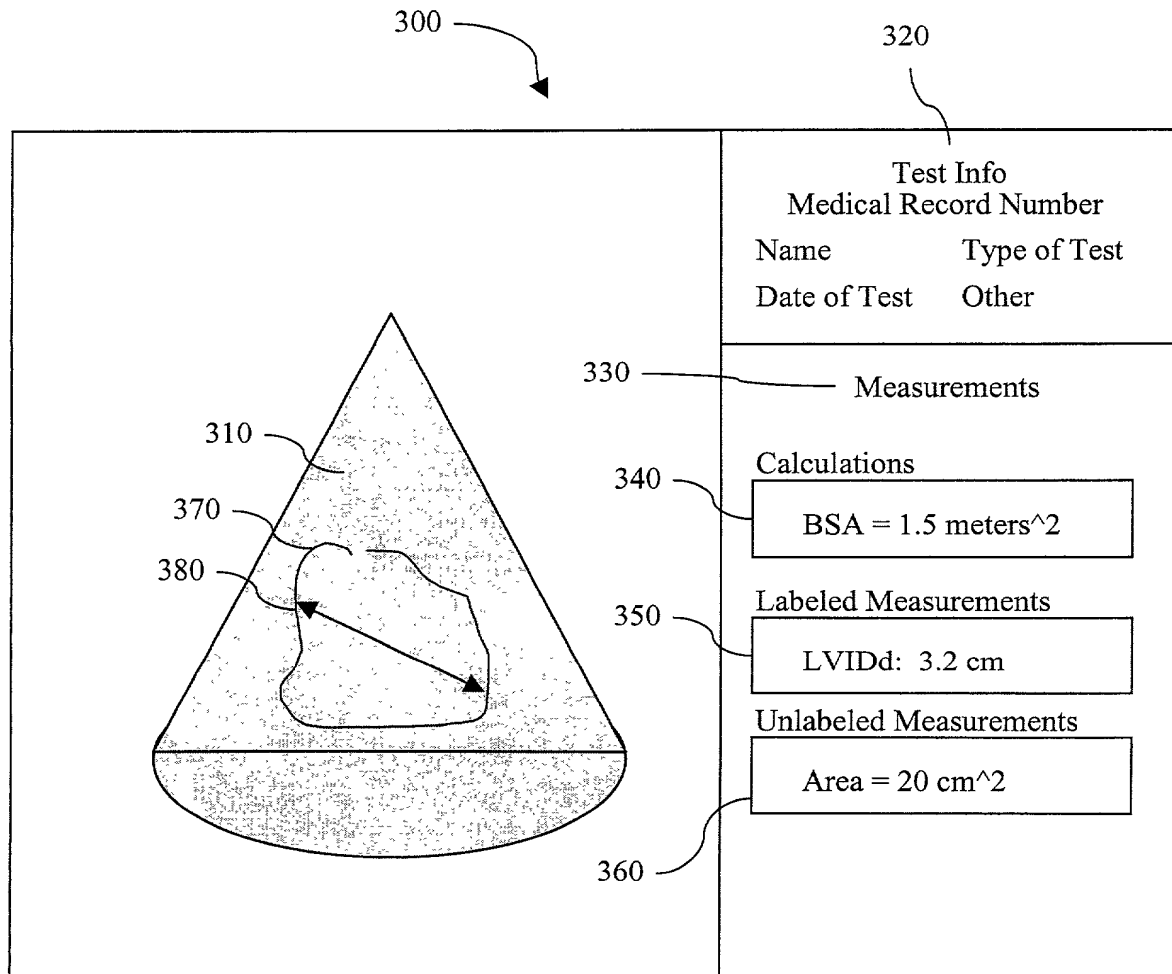 300
320
Test Info
Medical Record Number
Name Type of Test
Date of Test Other
330
Measurements
310
370
380
Calculations
340
BSA = 1.5 meters^2
Labeled Measurements
350
LVIDd: 3.2 cm
Unlabeled Measurements
Area = 20 cm^2
360